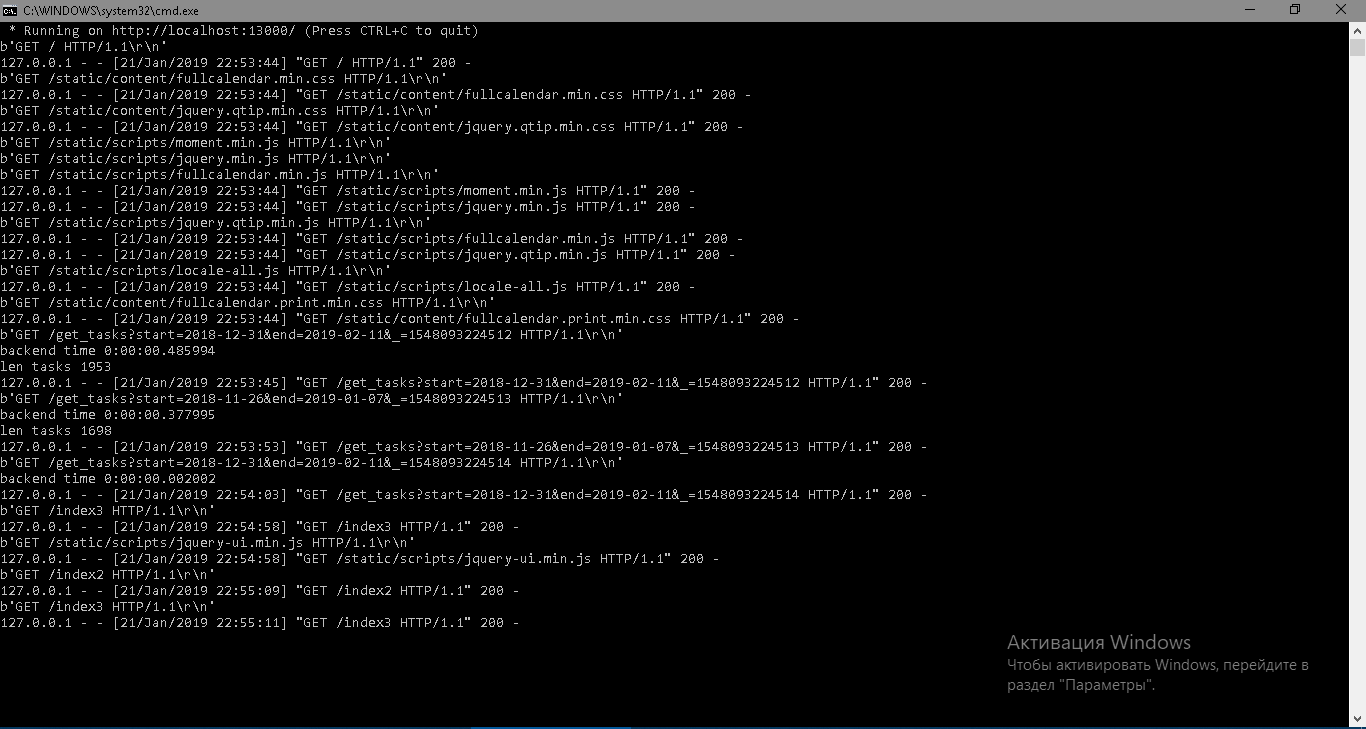 C:\WINDOWS\system32\cmd.exe
 * Running on http://localhost:13000/ (Press CTRL+C to quit)
b'GET / HTTP/1.1\r\n'
127.0.0.1 - - [21/Jan/2019 22:53:44] "GET / HTTP/1.1" 200 -
b'GET /static/content/fullcalendar.min.css HTTP/1.1\r\n'
127.0.0.1 - - [21/Jan/2019 22:53:44] "GET /static/content/fullcalendar.min.css HTTP/1.1" 200 -
b'GET /static/content/jquery.qtip.min.css HTTP/1.1\r\n'
127.0.0.1 - - [21/Jan/2019 22:53:44] "GET /static/content/jquery.qtip.min.css HTTP/1.1" 200 -
b'GET /static/scripts/moment.min.js HTTP/1.1\r\n'
b'GET /static/scripts/jquery.min.js HTTP/1.1\r\n'
b'GET /static/scripts/fullcalendar.min.js HTTP/1.1\r\n'
127.0.0.1 - - [21/Jan/2019 22:53:44] "GET /static/scripts/moment.min.js HTTP/1.1" 200 -
127.0.0.1 - - [21/Jan/2019 22:53:44] "GET /static/scripts/jquery.min.js HTTP/1.1" 200 -
b'GET /static/scripts/jquery.qtip.min.js HTTP/1.1\r\n'
127.0.0.1 - - [21/Jan/2019 22:53:44] "GET /static/scripts/fullcalendar.min.js HTTP/1.1" 200 -
127.0.0.1 - - [21/Jan/2019 22:53:44] "GET /static/scripts/jquery.qtip.min.js HTTP/1.1" 200 -
b'GET /static/scripts/locale-all.js HTTP/1.1\r\n'
127.0.0.1 - - [21/Jan/2019 22:53:44] "GET /static/scripts/locale-all.js HTTP/1.1" 200 -
b'GET /static/content/fullcalendar.print.min.css HTTP/1.1\r\n'
127.0.0.1 - - [21/Jan/2019 22:53:44] "GET /static/content/fullcalendar.print.min.css HTTP/1.1" 200 -
b'GET /get_tasks?start=2018-12-31&end=2019-02-11&_=1548093224512 HTTP/1.1\r\n'
backend time 0:00:00.485994
len tasks 1953
127.0.0.1 - - [21/Jan/2019 22:53:45] "GET /get_tasks?start=2018-12-31&end=2019-02-11&_=1548093224512 HTTP/1.1" 200 -
b'GET /get_tasks?start=2018-11-26&end=2019-01-07&_=1548093224513 HTTP/1.1\r\n'
backend time 0:00:00.377995
len tasks 1698
127.0.0.1 - - [21/Jan/2019 22:53:53] "GET /get_tasks?start=2018-11-26&end=2019-01-07&_=1548093224513 HTTP/1.1" 200 -
b'GET /get_tasks?start=2018-12-31&end=2019-02-11&_=1548093224514 HTTP/1.1\r\n'
backend time 0:00:00.002002
127.0.0.1 - - [21/Jan/2019 22:54:03] "GET /get_tasks?start=2018-12-31&end=2019-02-11&_=1548093224514 HTTP/1.1" 200 -
b'GET /index3 HTTP/1.1\r\n'
127.0.0.1 - - [21/Jan/2019 22:54:58] "GET /index3 HTTP/1.1" 200 -
b'GET /static/scripts/jquery-ui.min.js HTTP/1.1\r\n'
127.0.0.1 - - [21/Jan/2019 22:54:58] "GET /static/scripts/jquery-ui.min.js HTTP/1.1" 200 -
b'GET /index2 HTTP/1.1\r\n'
127.0.0.1 - - [21/Jan/2019 22:55:09] "GET /index2 HTTP/1.1" 200 -
b'GET /index3 HTTP/1.1\r\n'
127.0.0.1 - - [21/Jan/2019 22:55:11] "GET /index3 HTTP/1.1" 200 -
Активация Windows
Чтобы активировать Windows, перейдите в
раздел "Параметры".